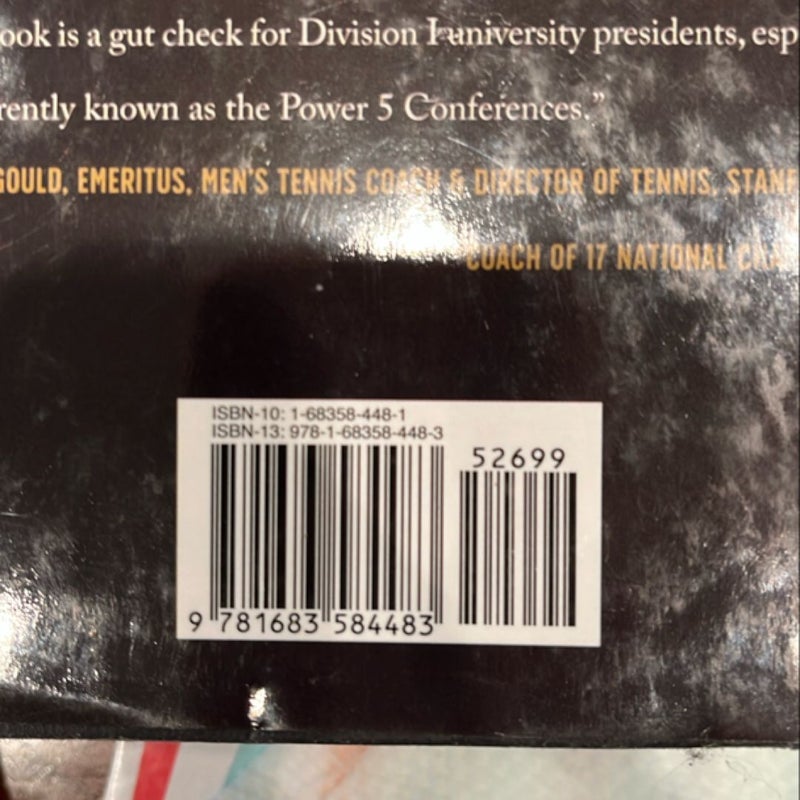 ook is a gut check for Division I university presidents, esp
rently known as the Power 5 Conferences.”
GOULD, EMERITUS, MEN'S TENNIS COACH & DIRECTOR OF TENNIS, STANF
COACH OF 17 NATIONAL CHA
ISBN-10: 1-68358-448-1
ISBN-13: 978-1-68358-448-3
52699
9 781683 584483